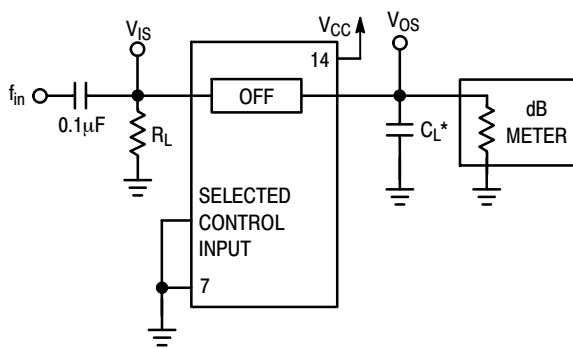 V_IS
V_CC
14
V_OS
f_in
0.1µF
R_L
OFF
C_L*
dB
METER
SELECTED
CONTROL
INPUT
7